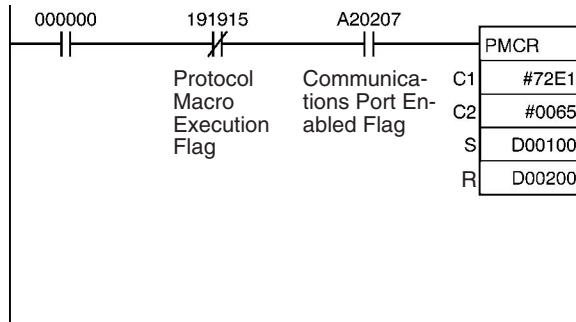 000000 191915 A20207
PMCR
C1 #72E1
C2 #0065
S D00100
R D00200
Protocol
Macro
Execution
Flag
Communica-
tions Port En-
abled Flag